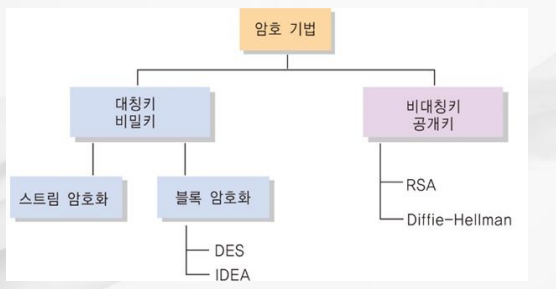 암호 기법
대칭키
비밀키
비대칭키
공개키
스트림 암호화
블록 암호화
RSA
Diffie-Hellman
DES
IDEA